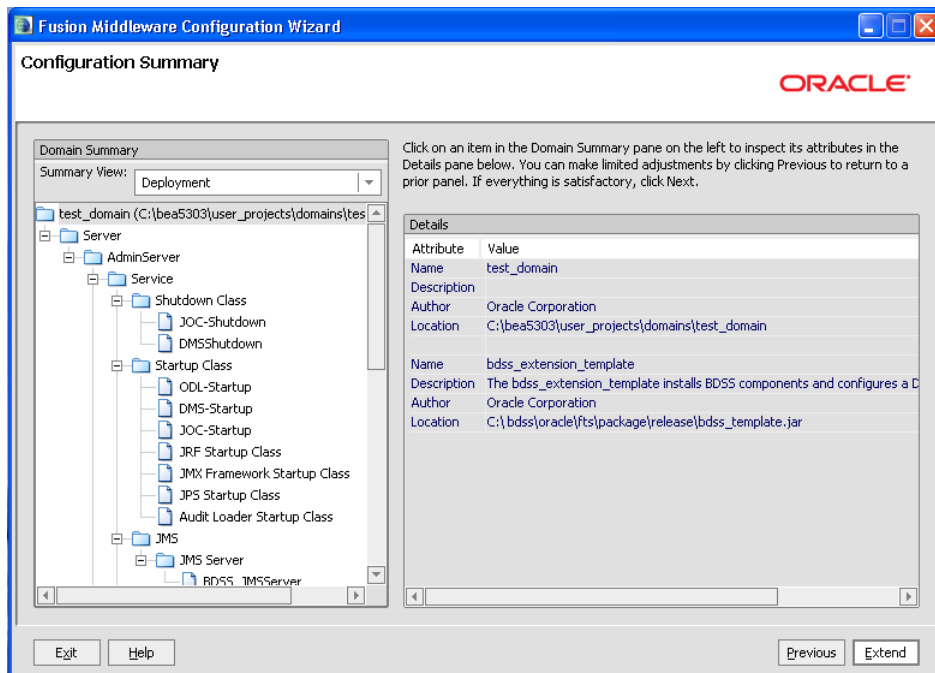 Fusion Middleware Configuration Wizard
Configuration Summary
ORACLE
Domain Summary
Summary View:
Deployment
test_domain (C:\bea5303\user_projects\domains\tes
Server
AdminServer
Service
Shutdown Class
JOC-Shutdown
DMSShutdown
Startup Class
ODL-Startup
DMS-Startup
JOC-Startup
JRF Startup Class
JMX Framework Startup Class
JPS Startup Class
Audit Loader Startup Class
JMS
JMS Server
BDSS_JMSServer
Click on an item in the Domain Summary pane on the left to inspect its attributes in the
Details pane below. You can make limited adjustments by clicking Previous to return to a
prior panel. If everything is satisfactory, click Next.
Details
Attribute Value
Name test_domain
Description
Author Oracle Corporation
Location C:\bea5303\user_projects\domains\test_domain
Name bdss_extension_template
Description The bdss_extension_template installs BDSS components and configures a D
Author Oracle Corporation
Location C:\bdss\oracle\fts\package\release\bdss_template.jar
Exit Help Previous Extend